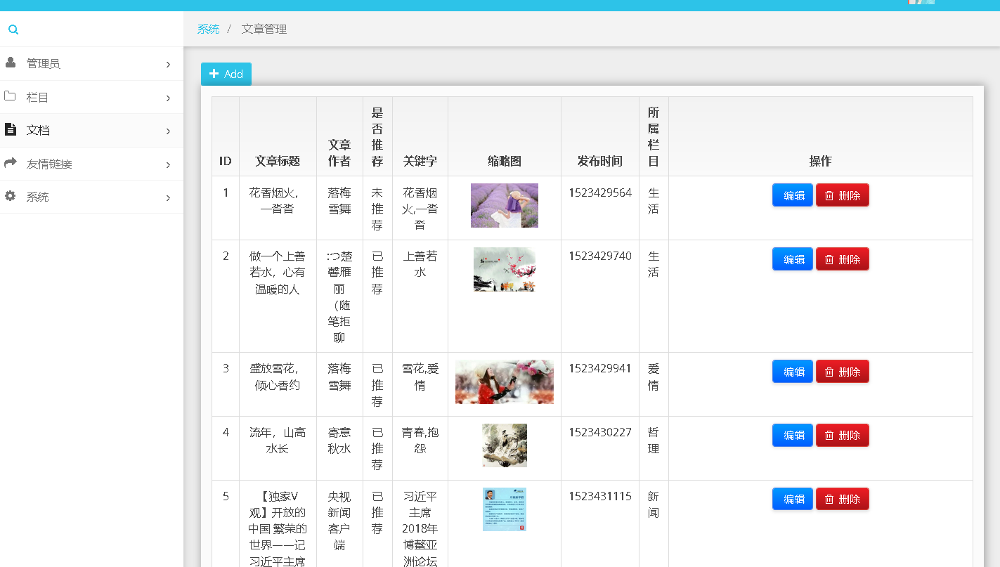 系统 / 文章管理
管理员
栏目
文档
友情链接
系统
Add
ID 文章标题 文章作者 是否推荐 关键字 缩略图 发布时间 所属栏目 操作
1 花香烟火，一沓沓 落梅雪舞 未推荐 花香烟火,一沓沓 1523429564 生活 编辑 删除
2 做一个上善若水，心有温暖的人 :つ楚馨雁丽（随笔拒聊 已推荐 上善若水 1523429740 生活 编辑 删除
3 盛放雪花，倾心香约 落梅雪舞 已推荐 雪花,爱情 1523429941 爱情 编辑 删除
4 流年，山高水长 寄意秋水 已推荐 青春,抱怨 1523430227 哲理 编辑 删除
5 【独家V观】开放的中国 繁荣的世界——记习近平主席 央视新闻客户端 已推荐 习近平主席2018年博鳌亚洲论坛 1523431115 新闻 编辑 删除